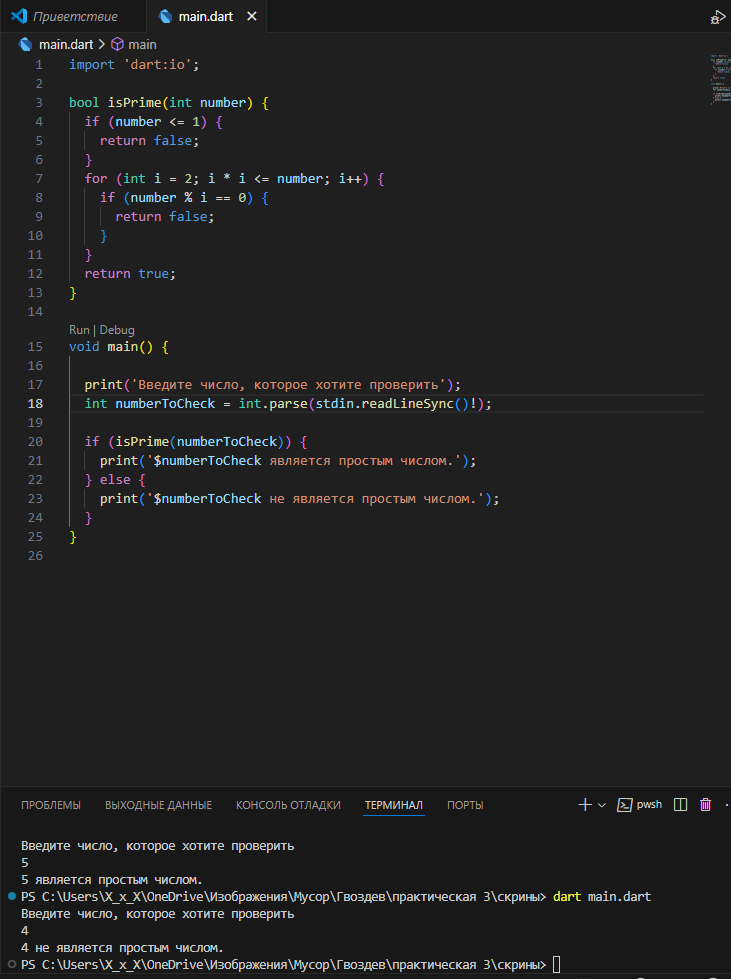 Приветствие
main.dart
main.dart > main
1 import 'dart:io';
2
3 bool isPrime(int number) {
4 if (number <= 1) {
5 return false;
6 }
7 for (int i = 2; i * i <= number; i++) {
8 if (number % i == 0) {
9 return false;
10 }
11 }
12 return true;
13 }
14
Run | Debug
15 void main() {
16
17 print('Введите число, которое хотите проверить');
18 int numberToCheck = int.parse(stdin.readLineSync()!);
19
20 if (isPrime(numberToCheck)) {
21 print('$numberToCheck является простым числом.');
22 } else {
23 print('$numberToCheck не является простым числом.');
24 }
25 }
26
ПРОБЛЕМЫ ВЫХОДНЫЕ ДАННЫЕ КОНСОЛЬ ОТЛАДКИ ТЕРМИНАЛ ПОРТЫ pwsh
Введите число, которое хотите проверить
5
5 является простым числом.
PS C:\Users\X_x_X\OneDrive\Изображения\Мусор\Гвоздев\практическая 3\скрины> dart main.dart
Введите число, которое хотите проверить
4
4 не является простым числом.
PS C:\Users\X_x_X\OneDrive\Изображения\Мусор\Гвоздев\практическая 3\скрины>